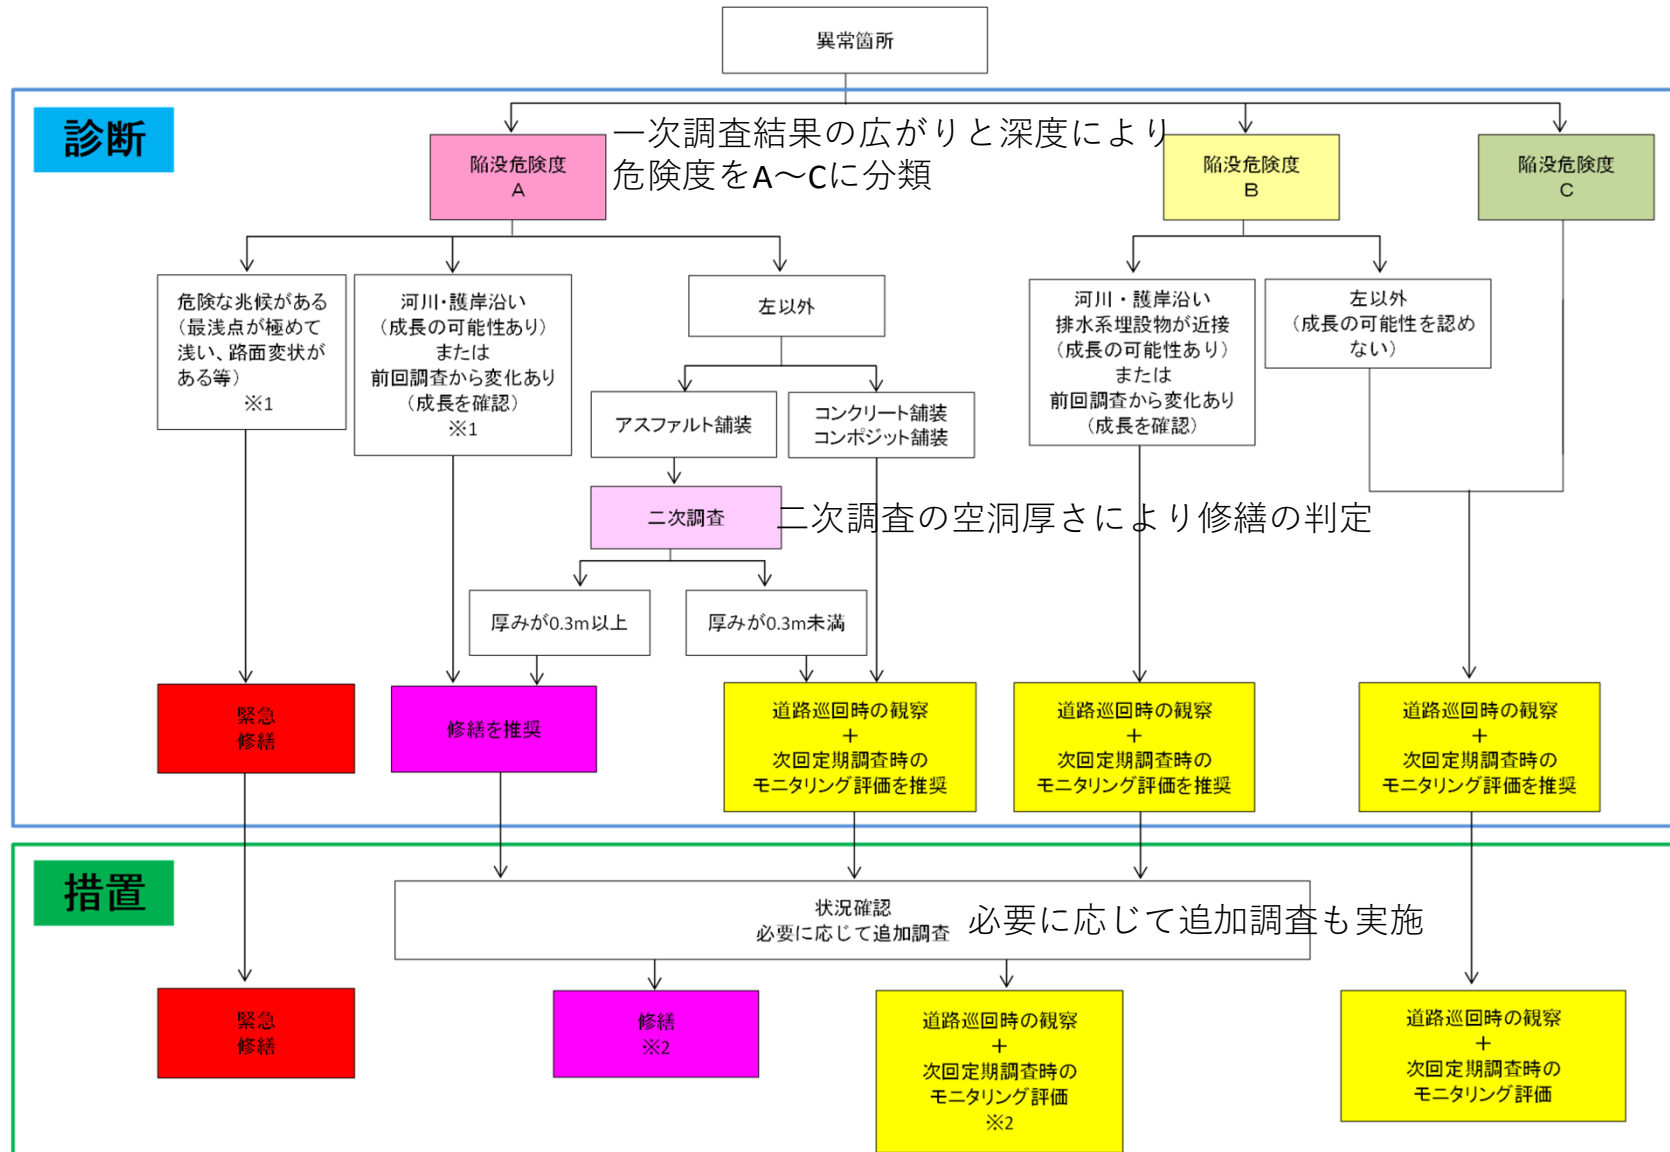 異常箇所
診断
一次調査結果の広がりと深度により
危険度をA～Cに分類
陥没危険度
A
陥没危険度
B
陥没危険度
C
危険な兆候がある
（最浅点が極めて
浅い、路面変状が
ある等）
※1
河川・護岸沿い
（成長の可能性あり）
または
前回調査から変化あり
（成長を確認）
※1
左以外
河川・護岸沿い
排水系埋設物が近接
（成長の可能性あり）
または
前回調査から変化あり
（成長を確認）
左以外
（成長の可能性を認め
ない）
アスファルト舗装
コンクリート舗装
コンポジット舗装
二次調査
二次調査の空洞厚さにより修繕の判定
厚みが0.3m以上
厚みが0.3m未満
緊急
修繕
修繕を推奨
道路巡回時の観察
＋
次回定期調査時の
モニタリング評価を推奨
道路巡回時の観察
＋
次回定期調査時の
モニタリング評価を推奨
道路巡回時の観察
＋
次回定期調査時の
モニタリング評価を推奨
措置
状況確認
必要に応じて追加調査
必要に応じて追加調査も実施
緊急
修繕
修繕
※2
道路巡回時の観察
＋
次回定期調査時の
モニタリング評価
※2
道路巡回時の観察
＋
次回定期調査時の
モニタリング評価